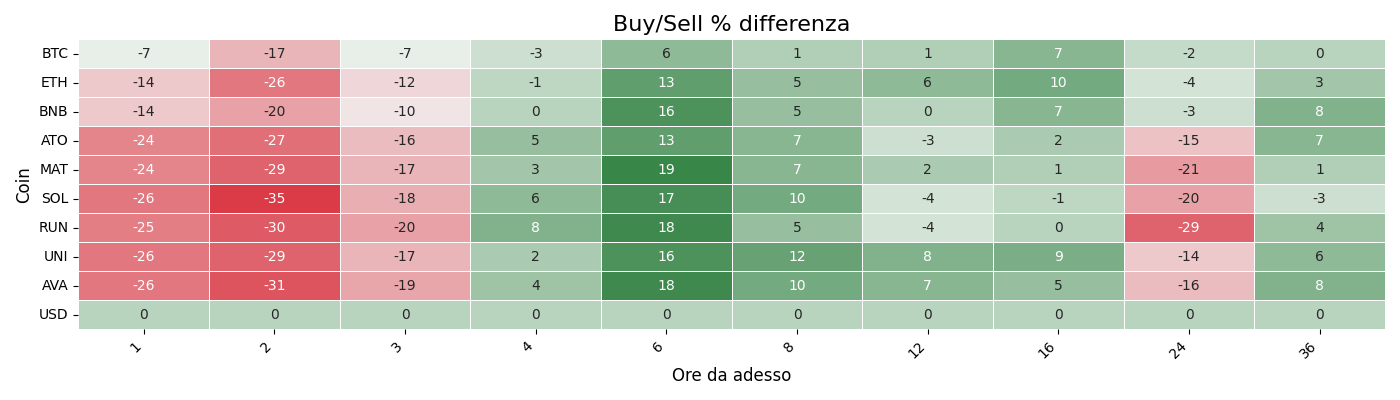 Buy/Sell % differenza
Coin
BTC -7 -17 -7 -3 6 1 1 7 -2 0
ETH -14 -26 -12 -1 13 5 6 10 -4 3
BNB -14 -20 -10 0 16 5 0 7 -3 8
ATO -24 -27 -16 5 13 7 -3 2 -15 7
MAT -24 -29 -17 3 19 7 2 1 -21 1
SOL -26 -35 -18 6 17 10 -4 -1 -20 -3
RUN -25 -30 -20 8 18 5 -4 0 -29 4
UNI -26 -29 -17 2 16 12 8 9 -14 6
AVA -26 -31 -19 4 18 10 7 5 -16 8
USD 0 0 0 0 0 0 0 0 0 0
1 2 3 4 6 8 12 16 24 36
Ore da adesso